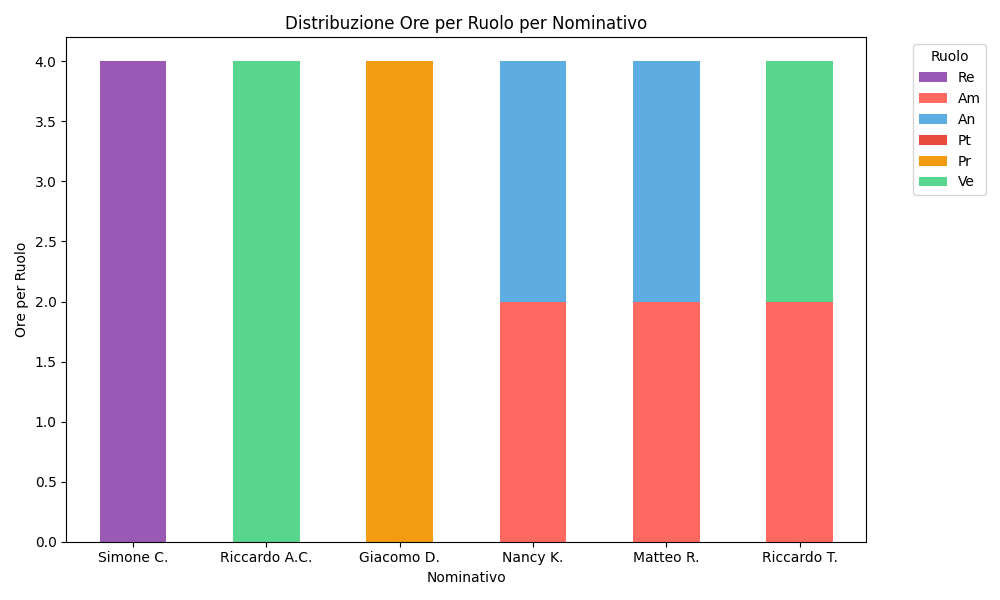 Distribuzione Ore per Ruolo per Nominativo
Ruolo
Re
Am
An
Pt
Pr
Ve
Ore per Ruolo
4.0
3.5
3.0
2.5
2.0
1.5
1.0
0.5
0.0
Simone C. Riccardo A.C. Giacomo D. Nancy K. Matteo R. Riccardo T.
Nominativo